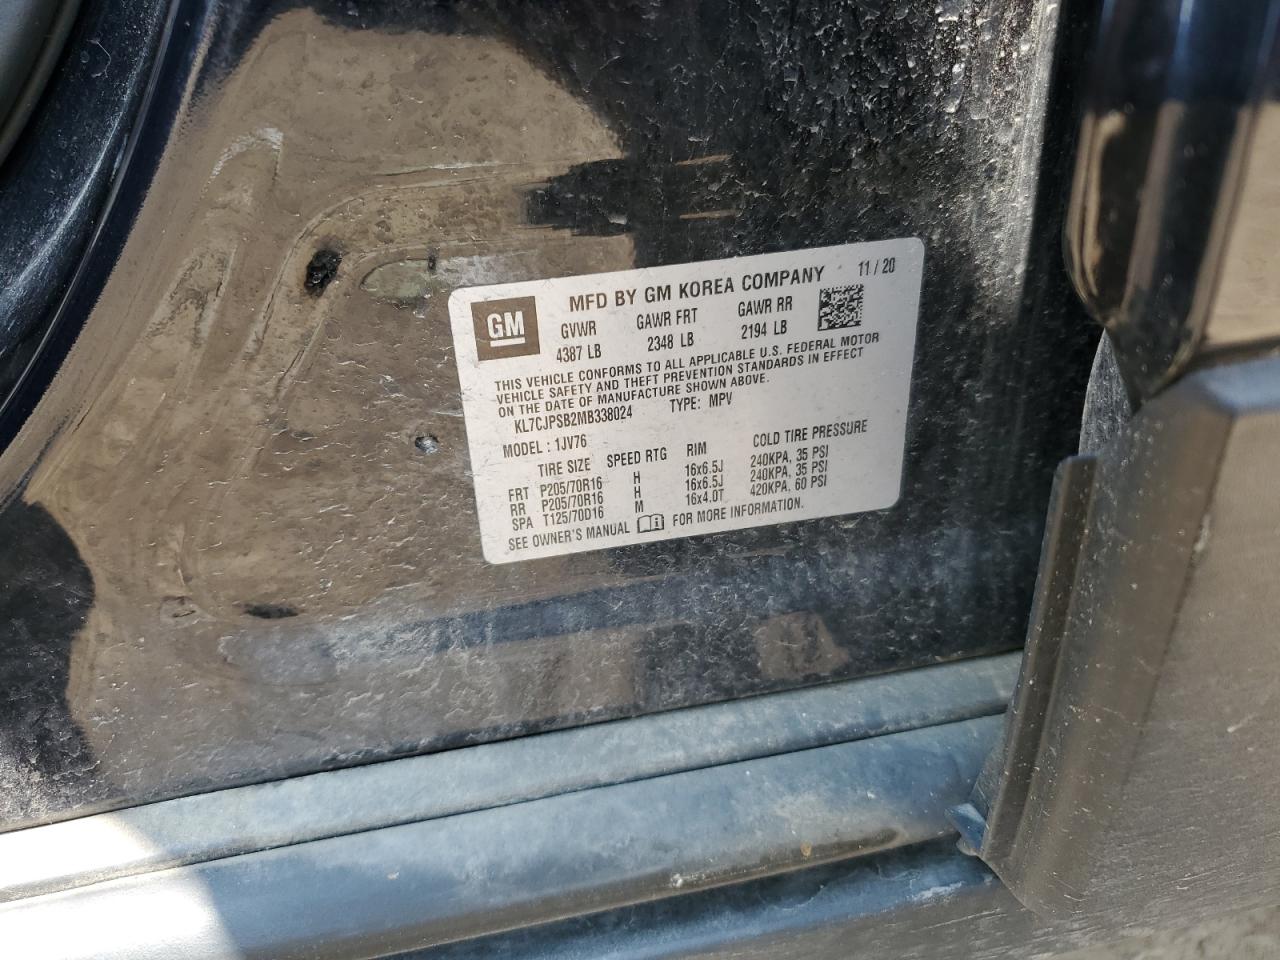 MFD BY GM KOREA COMPANY 11/20
GM
GVWR GAWR FRT GAWR RR
4387 LB 2348 LB 2194 LB
THIS VEHICLE CONFORMS TO ALL APPLICABLE U.S. FEDERAL MOTOR
VEHICLE SAFETY AND THEFT PREVENTION STANDARDS IN EFFECT
ON THE DATE OF MANUFACTURE SHOWN ABOVE.
KL7CJPSB2MB338024 TYPE: MPV
MODEL: 1JV76
TIRE SIZE SPEED RTG RIM COLD TIRE PRESSURE
FRT P205/70R16 H 16x6.5J 240KPA, 35 PSI
RR P205/70R16 H 16x6.5J 240KPA, 35 PSI
SPA T125/70D16 M 16x4.0T 420KPA, 60 PSI
SEE OWNER'S MANUAL FOR MORE INFORMATION.